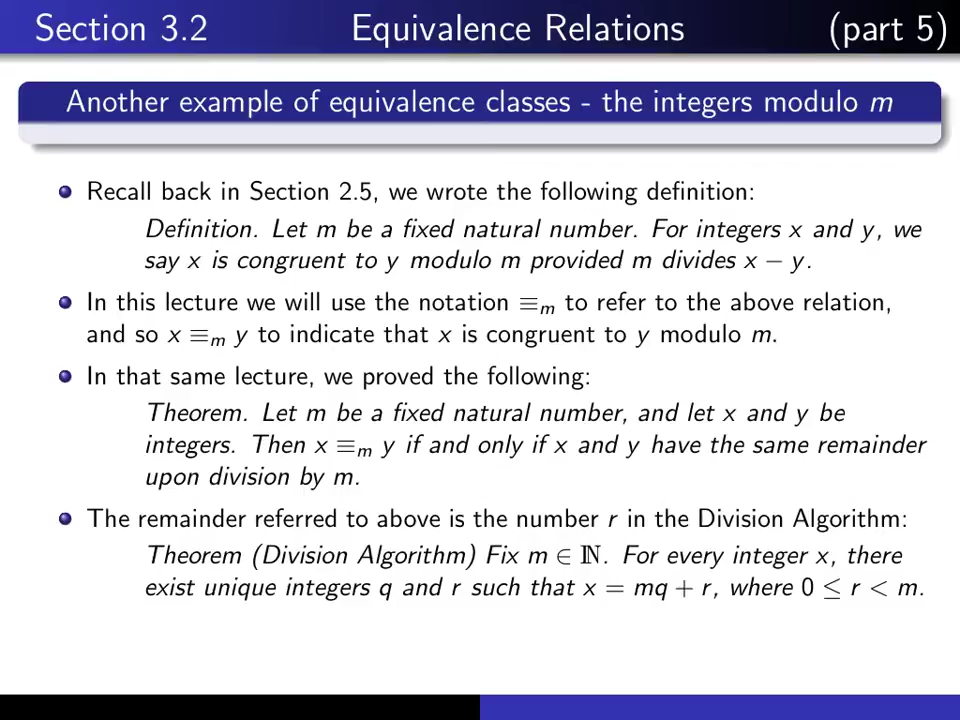 Section 3.2 Equivalence Relations (part 5)
Another example of equivalence classes - the integers modulo m
Recall back in Section 2.5, we wrote the following definition:
Definition. Let m be a fixed natural number. For integers x and y, we
say x is congruent to y modulo m provided m divides x − y.
In this lecture we will use the notation ≡m to refer to the above relation,
and so x ≡m y to indicate that x is congruent to y modulo m.
In that same lecture, we proved the following:
Theorem. Let m be a fixed natural number, and let x and y be
integers. Then x ≡m y if and only if x and y have the same remainder
upon division by m.
The remainder referred to above is the number r in the Division Algorithm:
Theorem (Division Algorithm) Fix m ∈ ℕ. For every integer x, there
exist unique integers q and r such that x = mq + r, where 0 ≤ r < m.